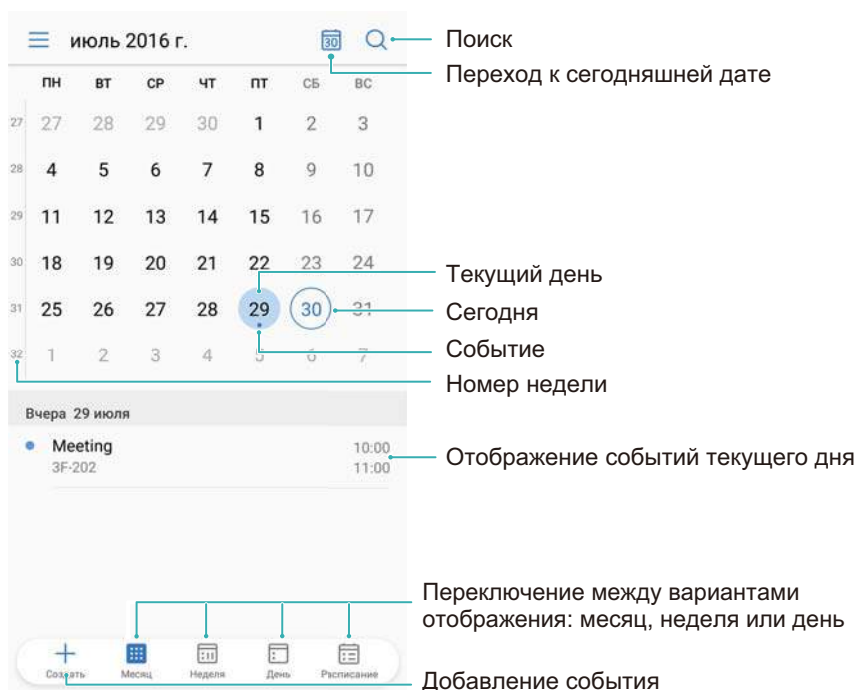 июль 2016 г.
30
Поиск
Переход к сегодняшней дате
ПН ВТ СР ЧТ ПТ СБ ВС
27 27 28 29 30 1 2 3
28 4 5 6 7 8 9 10
29 11 12 13 14 15 16 17
30 18 19 20 21 22 23 24
Текущий день
31 25 26 27 28 29 30 31
Сегодня
Событие
32 1 2 3 4 5 6 7
Номер недели
Вчера 29 июля
Meeting 10:00
3F-202 11:00
Отображение событий текущего дня
Переключение между вариантами
отображения: месяц, неделя или день
Создать Месяц Неделя День Расписание
Добавление события